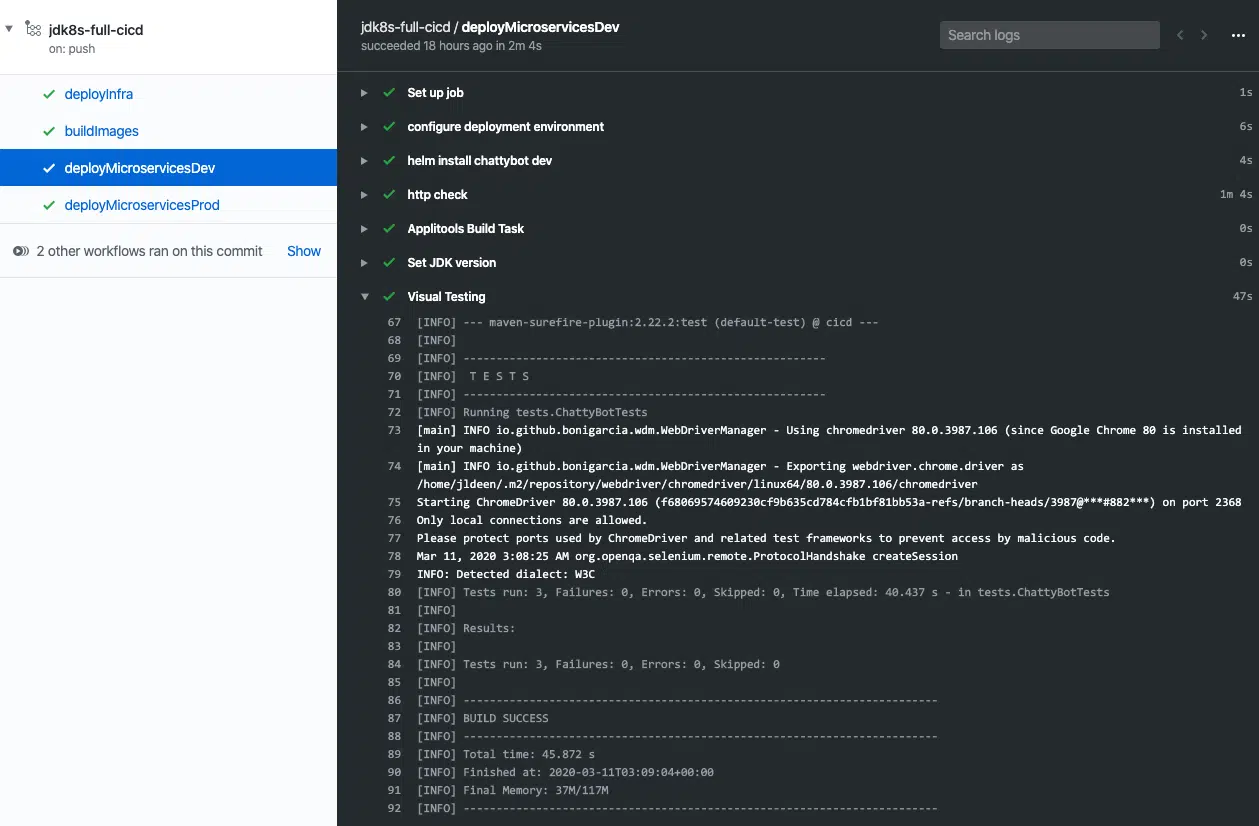 jdk8s-full-cicd
on: push
deployInfra
buildImages
deployMicroservicesDev
deployMicroservicesProd
2 other workflows ran on this commit Show
jdk8s-full-cicd / deployMicroservicesDev
succeeded 18 hours ago in 2m 4s
Search logs
Set up job 1s
configure deployment environment 6s
helm install chattybot dev 4s
http check 1m 4s
Applitools Build Task 0s
Set JDK version 0s
Visual Testing 47s
67 [INFO] --- maven-surefire-plugin:2.22.2:test (default-test) @ cicd ---
68 [INFO]
69 [INFO] -------------------------------------------------------
70 [INFO]  T E S T S
71 [INFO] -------------------------------------------------------
72 [INFO] Running tests.ChattyBotTests
73 [main] INFO io.github.bonigarcia.wdm.WebDriverManager - Using chromedriver 80.0.3987.106 (since Google Chrome 80 is installed
in your machine)
74 [main] INFO io.github.bonigarcia.wdm.WebDriverManager - Exporting webdriver.chrome.driver as
/home/jldeen/.m2/repository/webdriver/chromedriver/linux64/80.0.3987.106/chromedriver
75 Starting ChromeDriver 80.0.3987.106 (f68069574609230cf9b635cd784cfb1bf81bb53a-refs/branch-heads/3987@***#882***) on port 2368
76 Only local connections are allowed.
77 Please protect ports used by ChromeDriver and related test frameworks to prevent access by malicious code.
78 Mar 11, 2020 3:08:25 AM org.openqa.selenium.remote.ProtocolHandshake createSession
79 INFO: Detected dialect: W3C
80 [INFO] Tests run: 3, Failures: 0, Errors: 0, Skipped: 0, Time elapsed: 40.437 s - in tests.ChattyBotTests
81 [INFO]
82 [INFO] Results:
83 [INFO]
84 [INFO] Tests run: 3, Failures: 0, Errors: 0, Skipped: 0
85 [INFO]
86 [INFO] ------------------------------------------------------------------------
87 [INFO] BUILD SUCCESS
88 [INFO] ------------------------------------------------------------------------
89 [INFO] Total time: 45.872 s
90 [INFO] Finished at: 2020-03-11T03:09:04+00:00
91 [INFO] Final Memory: 37M/117M
92 [INFO] ------------------------------------------------------------------------